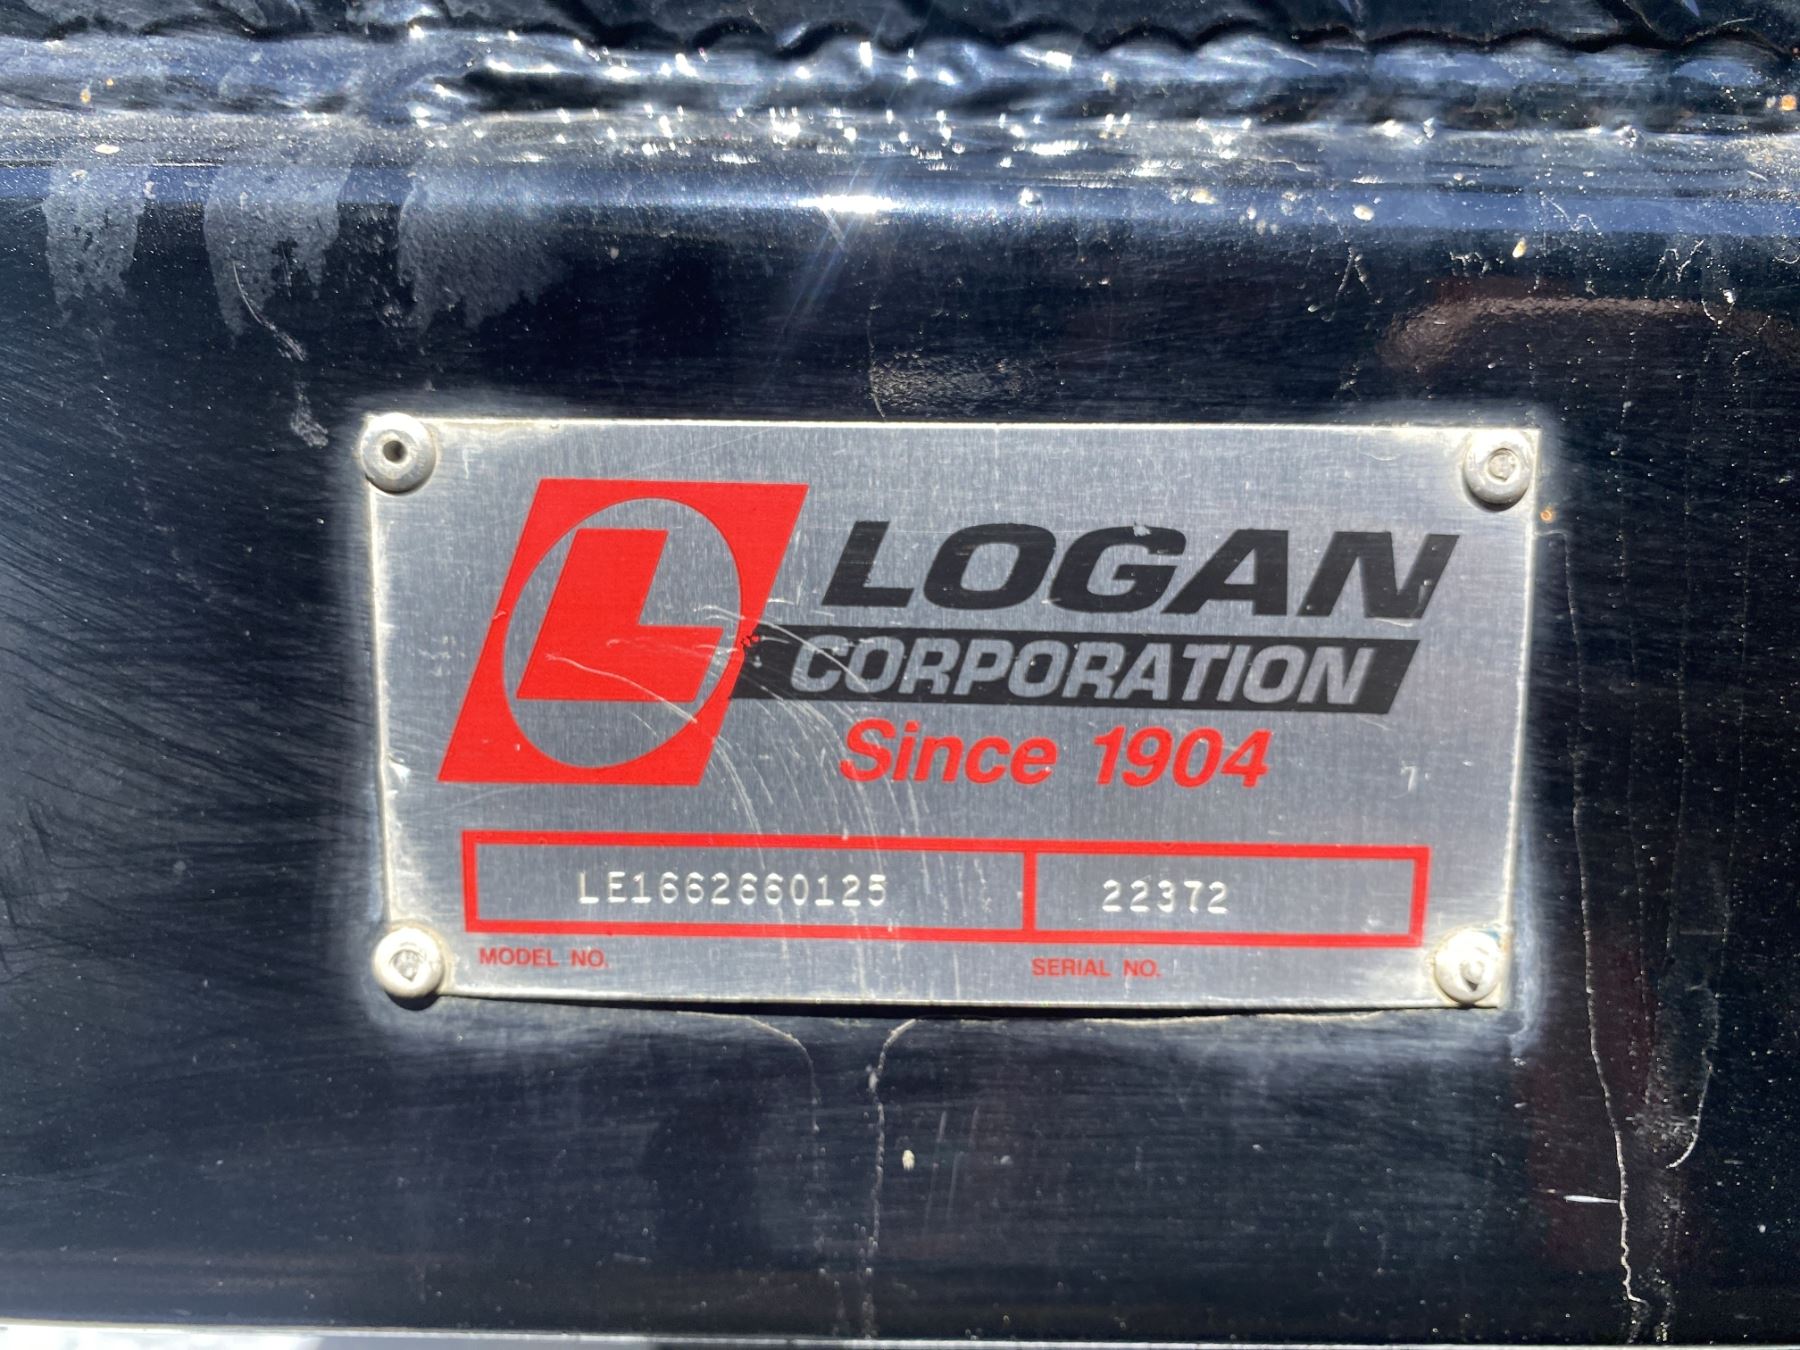 L
LOGAN
CORPORATION
Since 1904
LE1662660125 22372
MODEL NO. SERIAL NO.